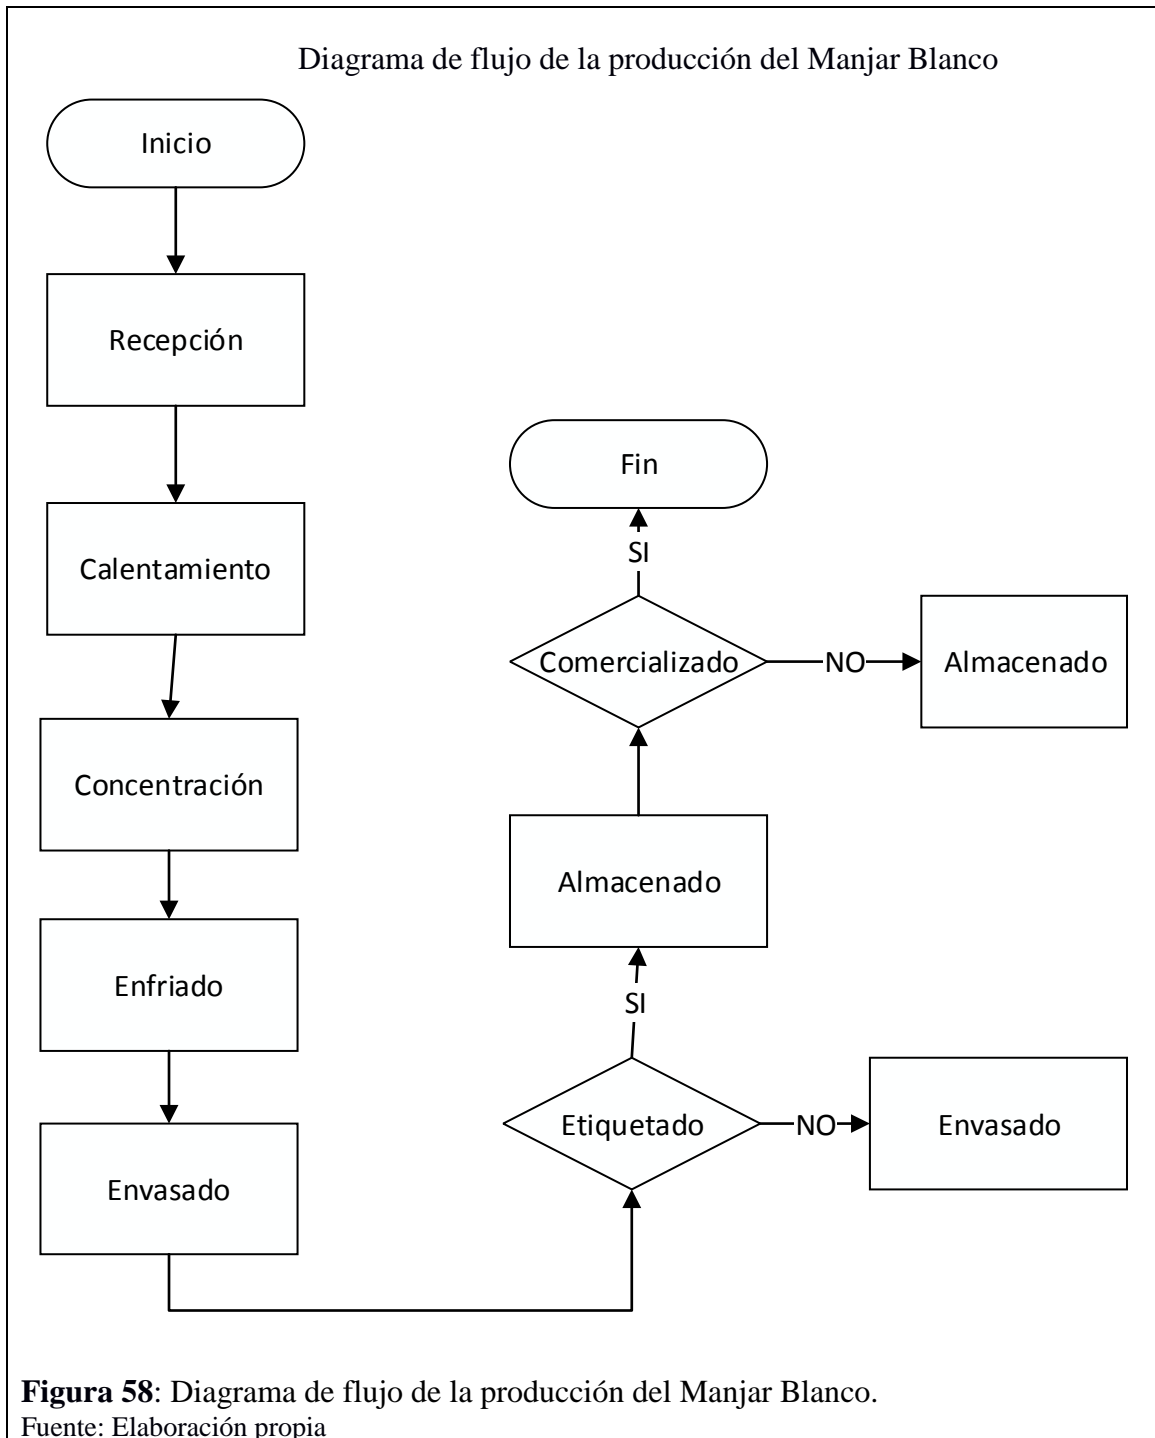 Diagrama de flujo de la producción del Manjar Blanco
Inicio
Recepción
Calentamiento
Concentración
Enfriado
Envasado
Etiquetado
NO
Envasado
SI
Almacenado
Comercializado
NO
Almacenado
SI
Fin
Figura 58: Diagrama de flujo de la producción del Manjar Blanco.
Fuente: Elaboración propia